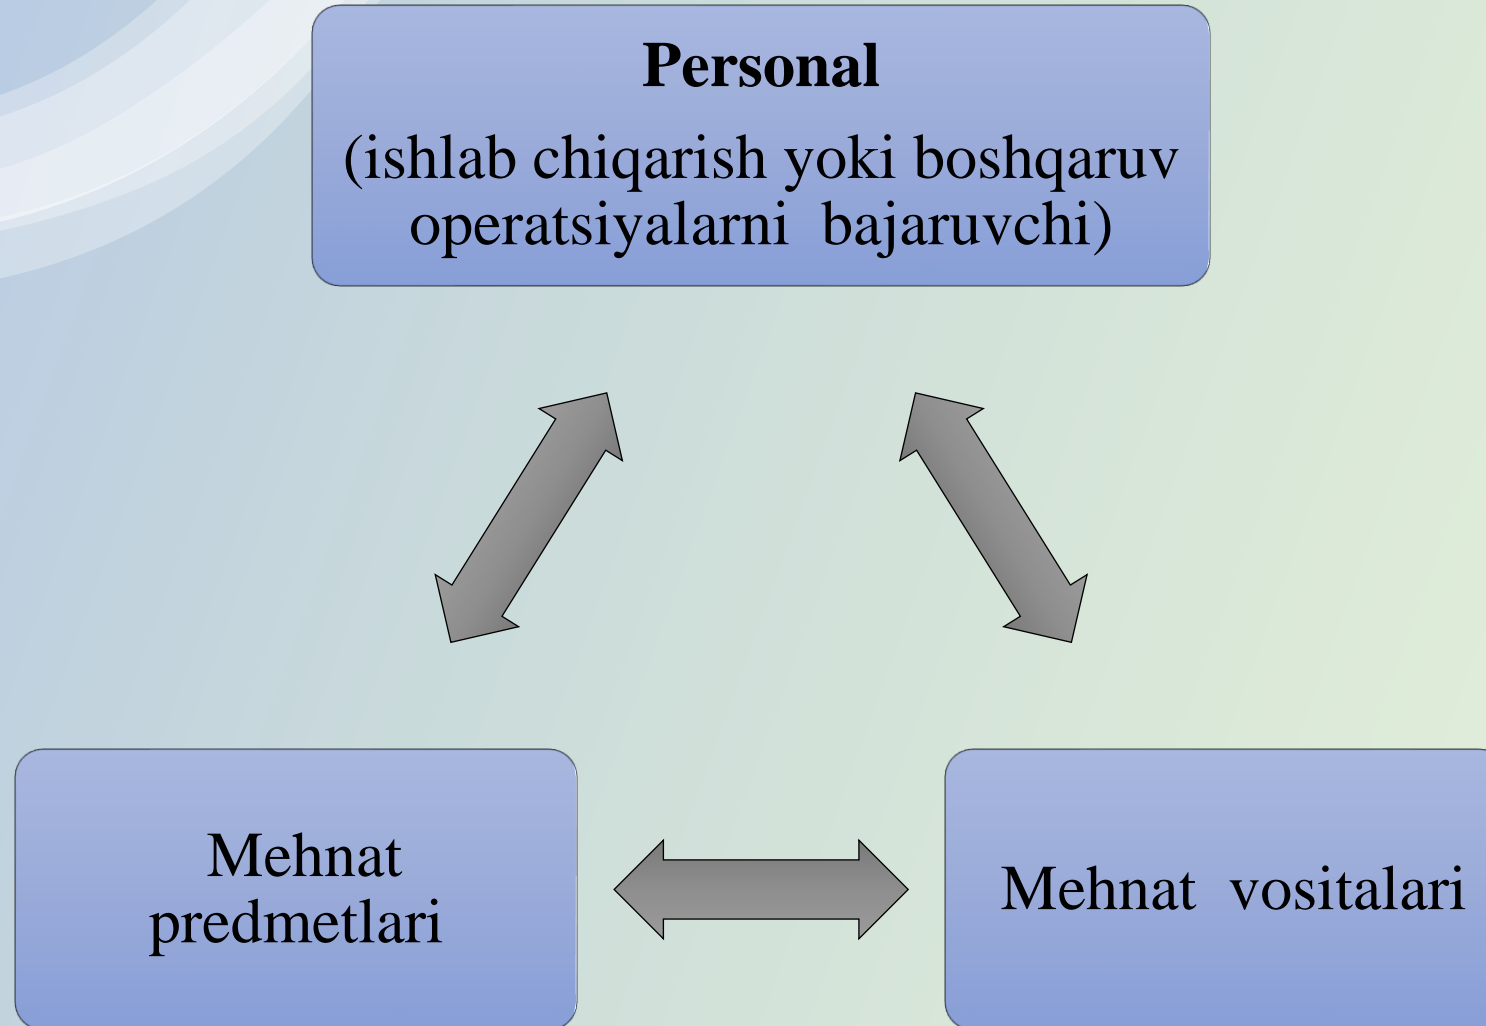 Personal
(ishlab chiqarish yoki boshqaruv
operatsiyalarni bajaruvchi)
Mehnat
predmetlari
Mehnat vositalari